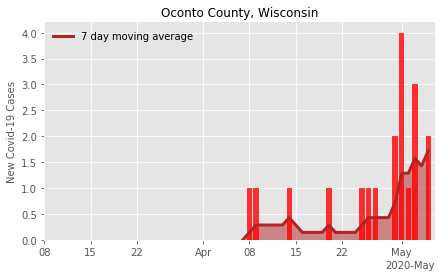 Oconto County, Wisconsin
7 day moving average
New Covid-19 Cases
4.0
3.5
3.0
2.5
2.0
1.5
1.0
0.5
0.0
08 15 22 Apr 08 15 22 May
2020-May